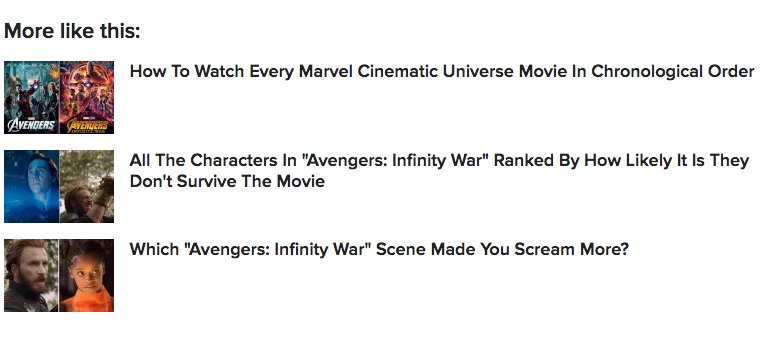 More like this:
How To Watch Every Marvel Cinematic Universe Movie In Chronological Order
AVENGERS
AVENGERS
All The Characters In "Avengers: Infinity War" Ranked By How Likely It Is They
Don't Survive The Movie
Which "Avengers: Infinity War" Scene Made You Scream More?